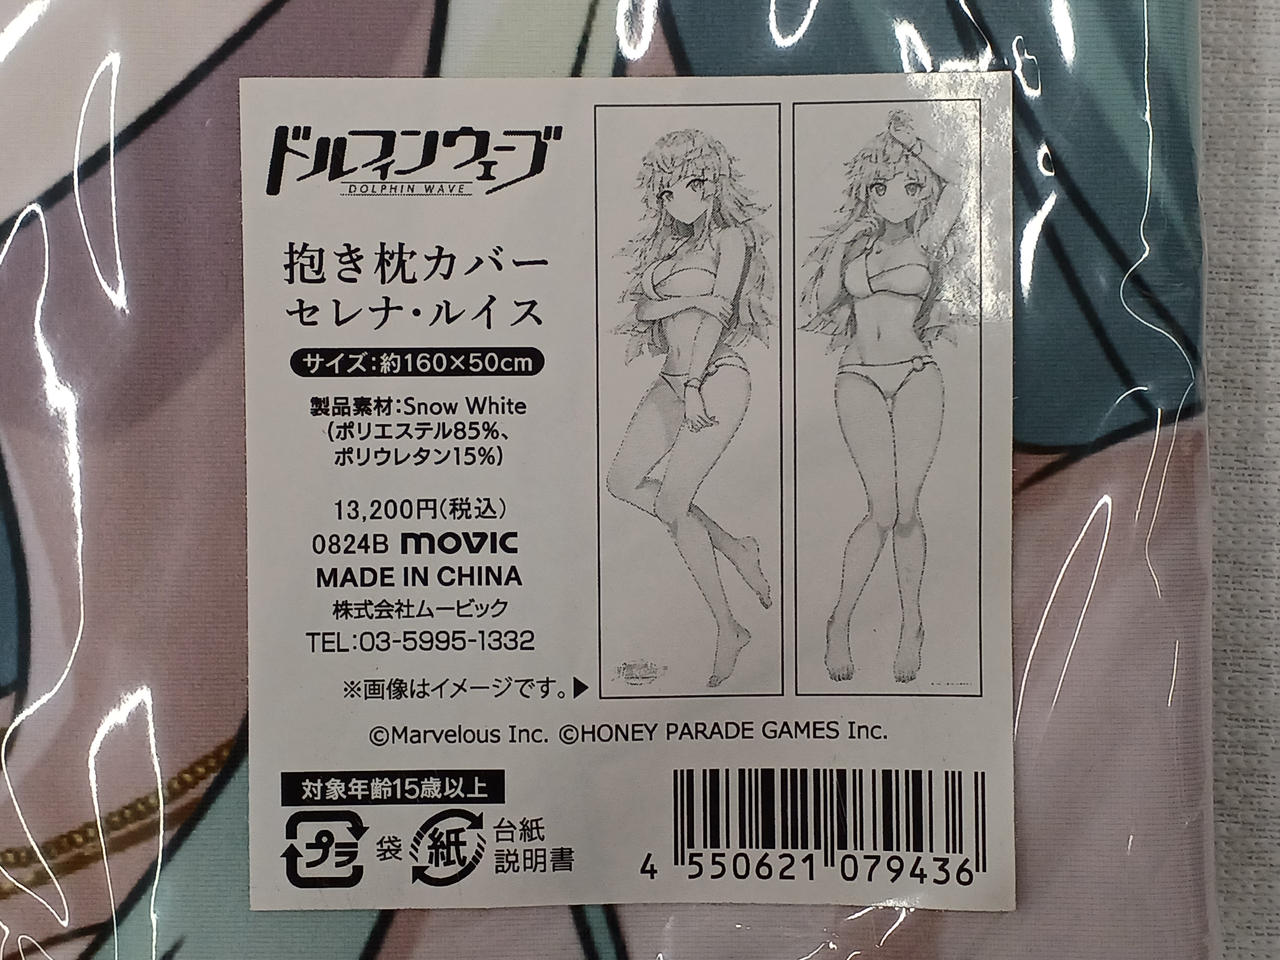 ドルフィンウェーブ
DOLPHIN WAVE
抱き枕カバー
セレナ・ルイス
サイズ:約160×50cm
製品素材:Snow White
(ポリエステル85%、
ポリウレタン15%)
13,200円(税込)
0824B movic
MADE IN CHINA
株式会社ムービック
TEL:03-5995-1332
※画像はイメージです。▶
©Marvelous Inc. ©HONEY PARADE GAMES Inc.
対象年齢15歳以上
プラ 袋 紙 台紙
説明書
4 550621 079436